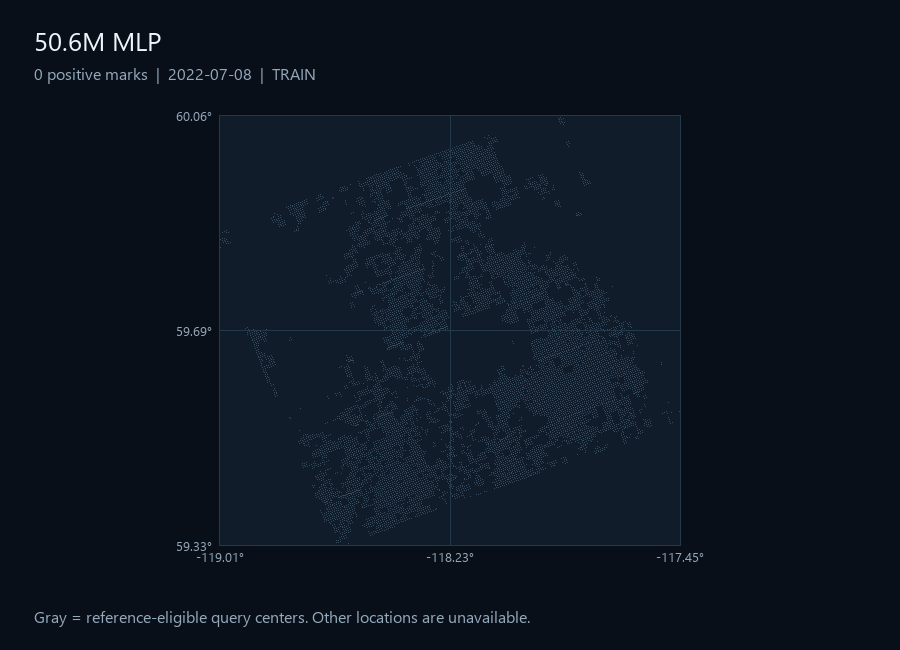 50.6M MLP
0 positive marks | 2022-07-08 | TRAIN
60.06°
59.69°
59.33°
-119.01° -118.23° -117.45°
Gray = reference-eligible query centers. Other locations are unavailable.